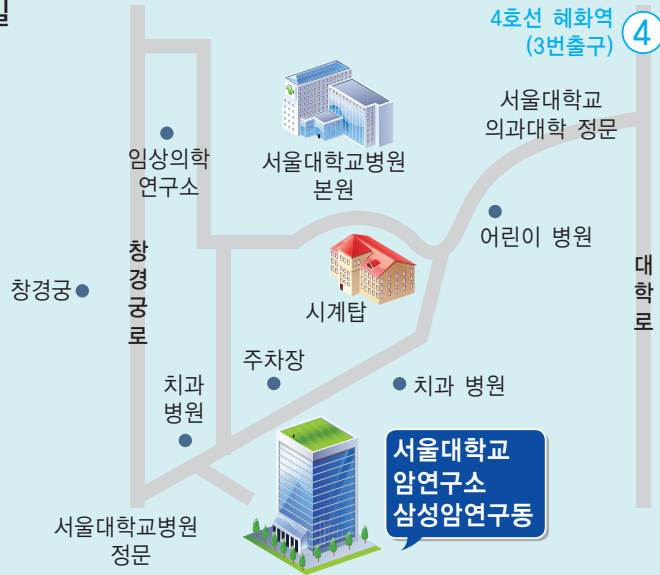 일
4호선 혜화역
(3번출구)
4
서울대학교
의과대학 정문
임상의학
연구소
서울대학교병원
본원
어린이 병원
창경궁로
대학로
창경궁
시계탑
주차장
치과
병원
치과 병원
서울대학교
암연구소
삼성암연구동
서울대학교병원
정문